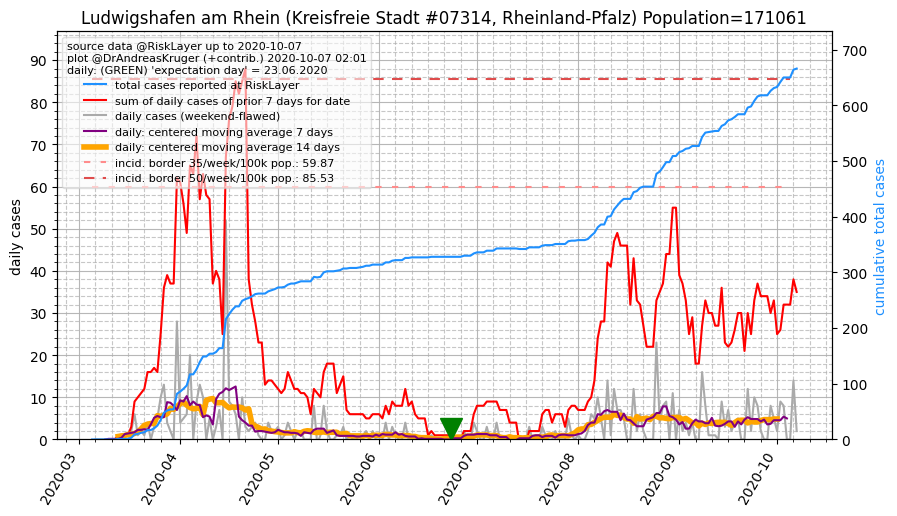 Ludwigshafen am Rhein (Kreisfreie Stadt #07314, Rheinland-Pfalz) Population=171061
source data @RiskLayer up to 2020-10-07
plot @DrAndreasKruger (+contrib.) 2020-10-07 02:01
daily: (GREEN) 'expectation day' = 23.06.2020
total cases reported at RiskLayer
sum of daily cases of prior 7 days for date
daily cases (weekend-flawed)
daily: centered moving average 7 days
daily: centered moving average 14 days
incid. border 35/week/100k pop.: 59.87
incid. border 50/week/100k pop.: 85.53
daily cases
90
80
70
60
50
40
30
20
10
0
cumulative total cases
700
600
500
400
300
200
100
0
2020-03
2020-04
2020-05
2020-06
2020-07
2020-08
2020-09
2020-10